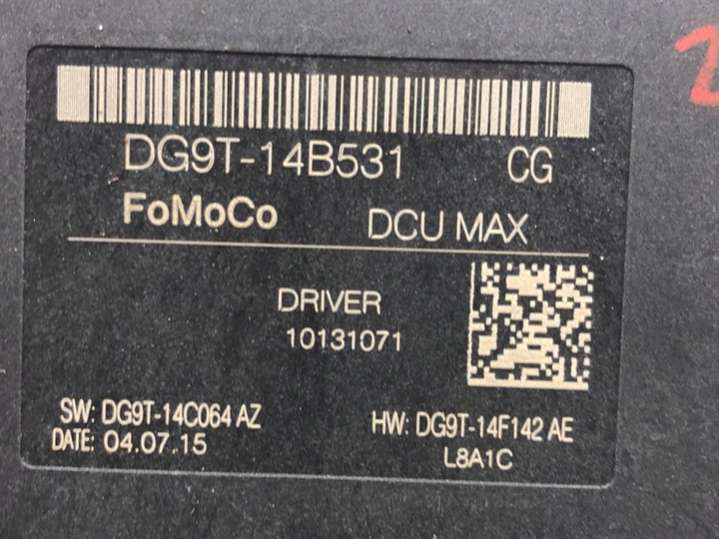 DG9T-14B531 CG
FoMoCo DCU MAX
DRIVER
10131071
SW: DG9T-14C064 AZ
DATE: 04.07.15
HW: DG9T-14F142 AE
L8A1C